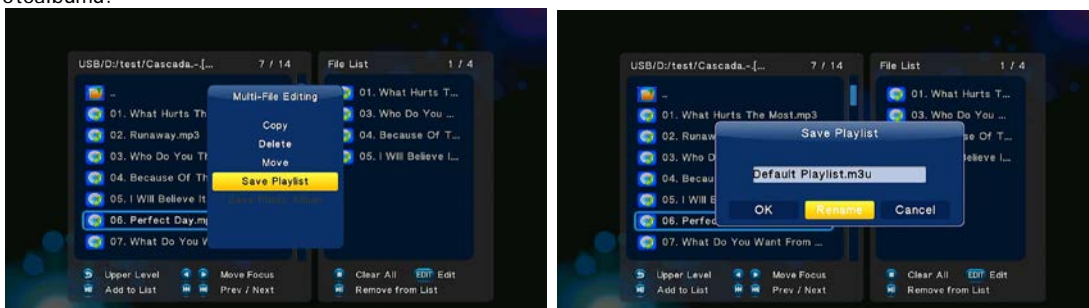 USB/D:/test/Cascada.-.[... 7 / 14
01. What Hurts Th
02. Runaway.mp3
03. Who Do You Th
04. Because Of Th
05. I Will Believe It
06. Perfect Day.m
07. What Do You W
Multi-File Editing
Copy
Delete
Move
Save Playlist
File List 1 / 4
01. What Hurts T...
03. Who Do You ...
04. Because Of T...
05. I Will Believe I...
Upper Level Move Focus
Add to List Prev / Next
Clear All EDIT Edit
Remove from List
USB/D:/test/Cascada.-.[... 7 / 14
..
01. What Hurts The Most.mp3
02. Runaw
03. Who D
04. Becau
05. I Will E
06. Perfec
07. What Do You Want From ...
Save Playlist
Default Playlist.m3u
OK Rename Cancel
File List 1 / 4
01. What Hurts T...
03. Who Do You ...
se Of T...
Believe I...
Upper Level Move Focus
Add to List Prev / Next
Clear All EDIT Edit
Remove from List